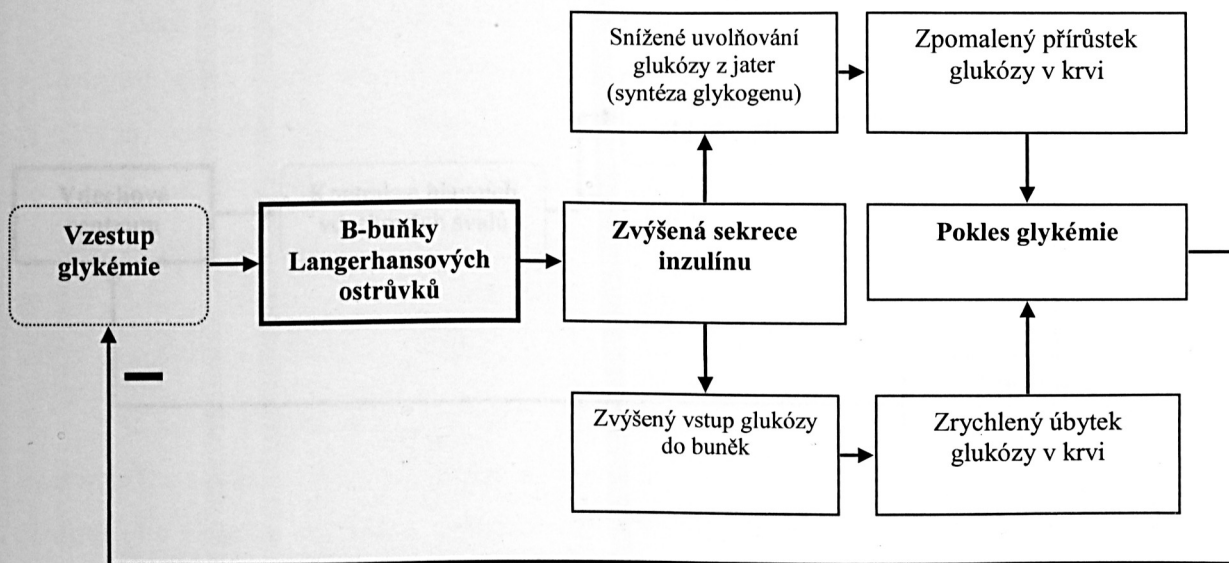 Snížené uvolňování
glukózy z jater
(syntéza glykogenu)
Zpomalený přírůstek
glukózy v krvi
Vzestup
glykémie
B-buňky
Langerhansových
ostrůvků
Zvýšená sekrece
inzulínu
Pokles glykémie
Zvýšený vstup glukózy
do buněk
Zrychlený úbytek
glukózy v krvi